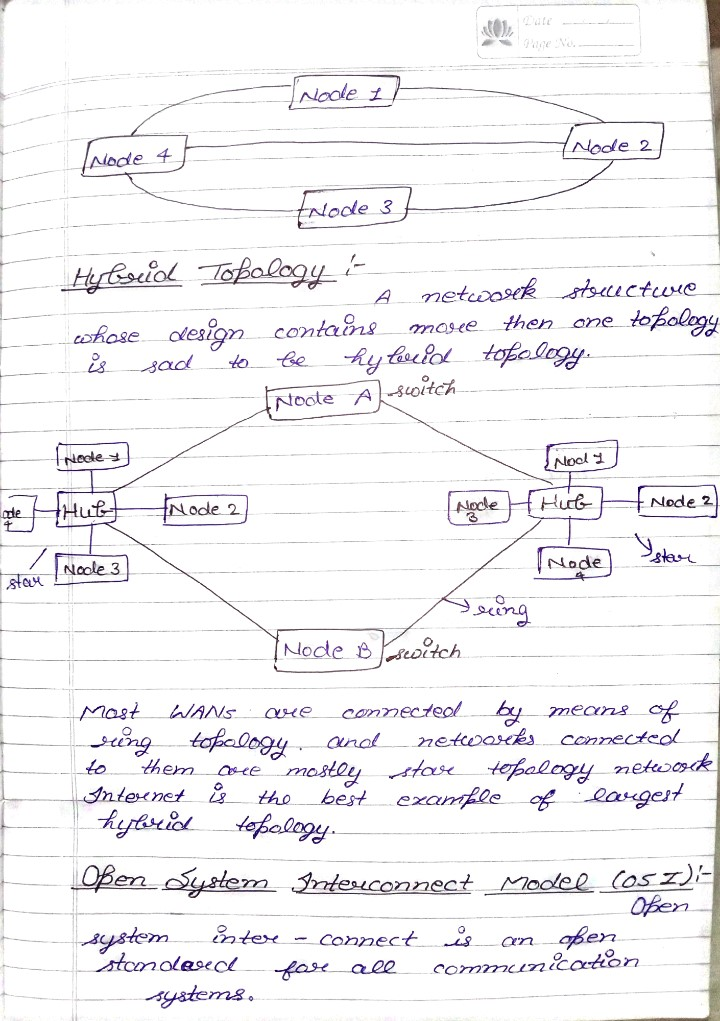 Date
Page No.
Node 1
Node 4
Node 2
Node 3
Hybrid Topology :-
A network structure
whose design contains more then one topology
is sad to be hybrid topology.
Node A switch
Node 1
Nod 1
Hub Node 2
Node 3 Hub Node 2
Node 3
Node 4
star
star
ring
Node B switch
Most WANs are connected by means of
ring topology. and networks connected
to them are mostly star topology network
Internet is the best example of largest
hybrid topology.
Open System Interconnect Model (OSI):-
Open
system inter-connect is an open
standard for all communication
systems.